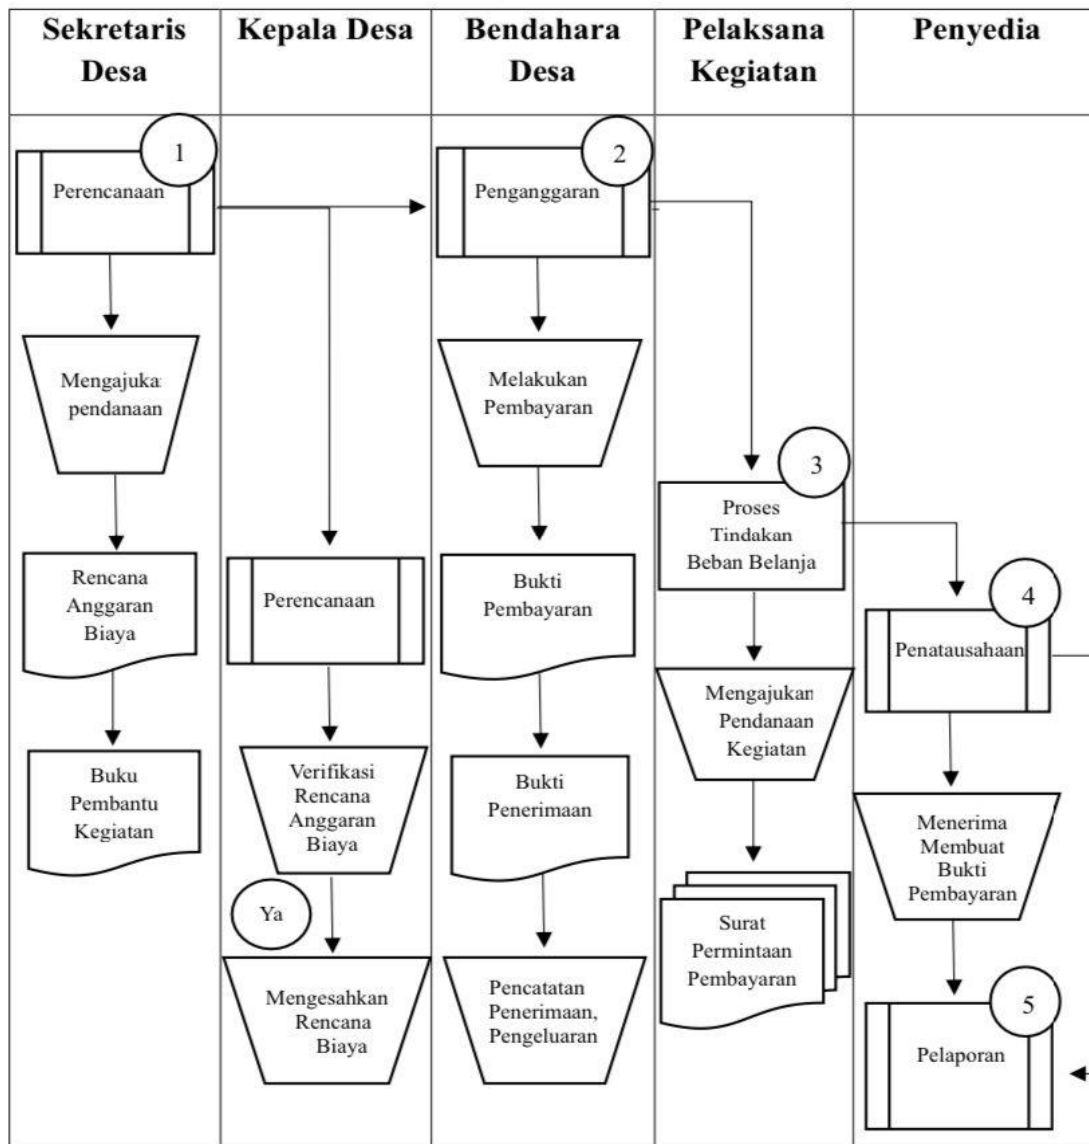 Sekretaris
Desa
Kepala Desa
Bendahara
Desa
Pelaksana
Kegiatan
Penyedia
1
Perencanaan
Mengajuka
pendanaan
Rencana
Anggaran
Biaya
Buku
Pembantu
Kegiatan
Perencanaan
Verifikasi
Rencana
Anggaran
Biaya
Ya
Mengesahkan
Rencana
Biaya
2
Penganggaran
Melakukan
Pembayaran
Bukti
Pembayaran
Bukti
Penerimaan
Pencatatan
Penerimaan,
Pengeluaran
3
Proses
Tindakan
Beban Belanja
Mengajukan
Pendanaan
Kegiatan
Surat
Permintaan
Pembayaran
4
Penatausahaan
Menerima
Membuat
Bukti
Pembayaran
5
Pelaporan